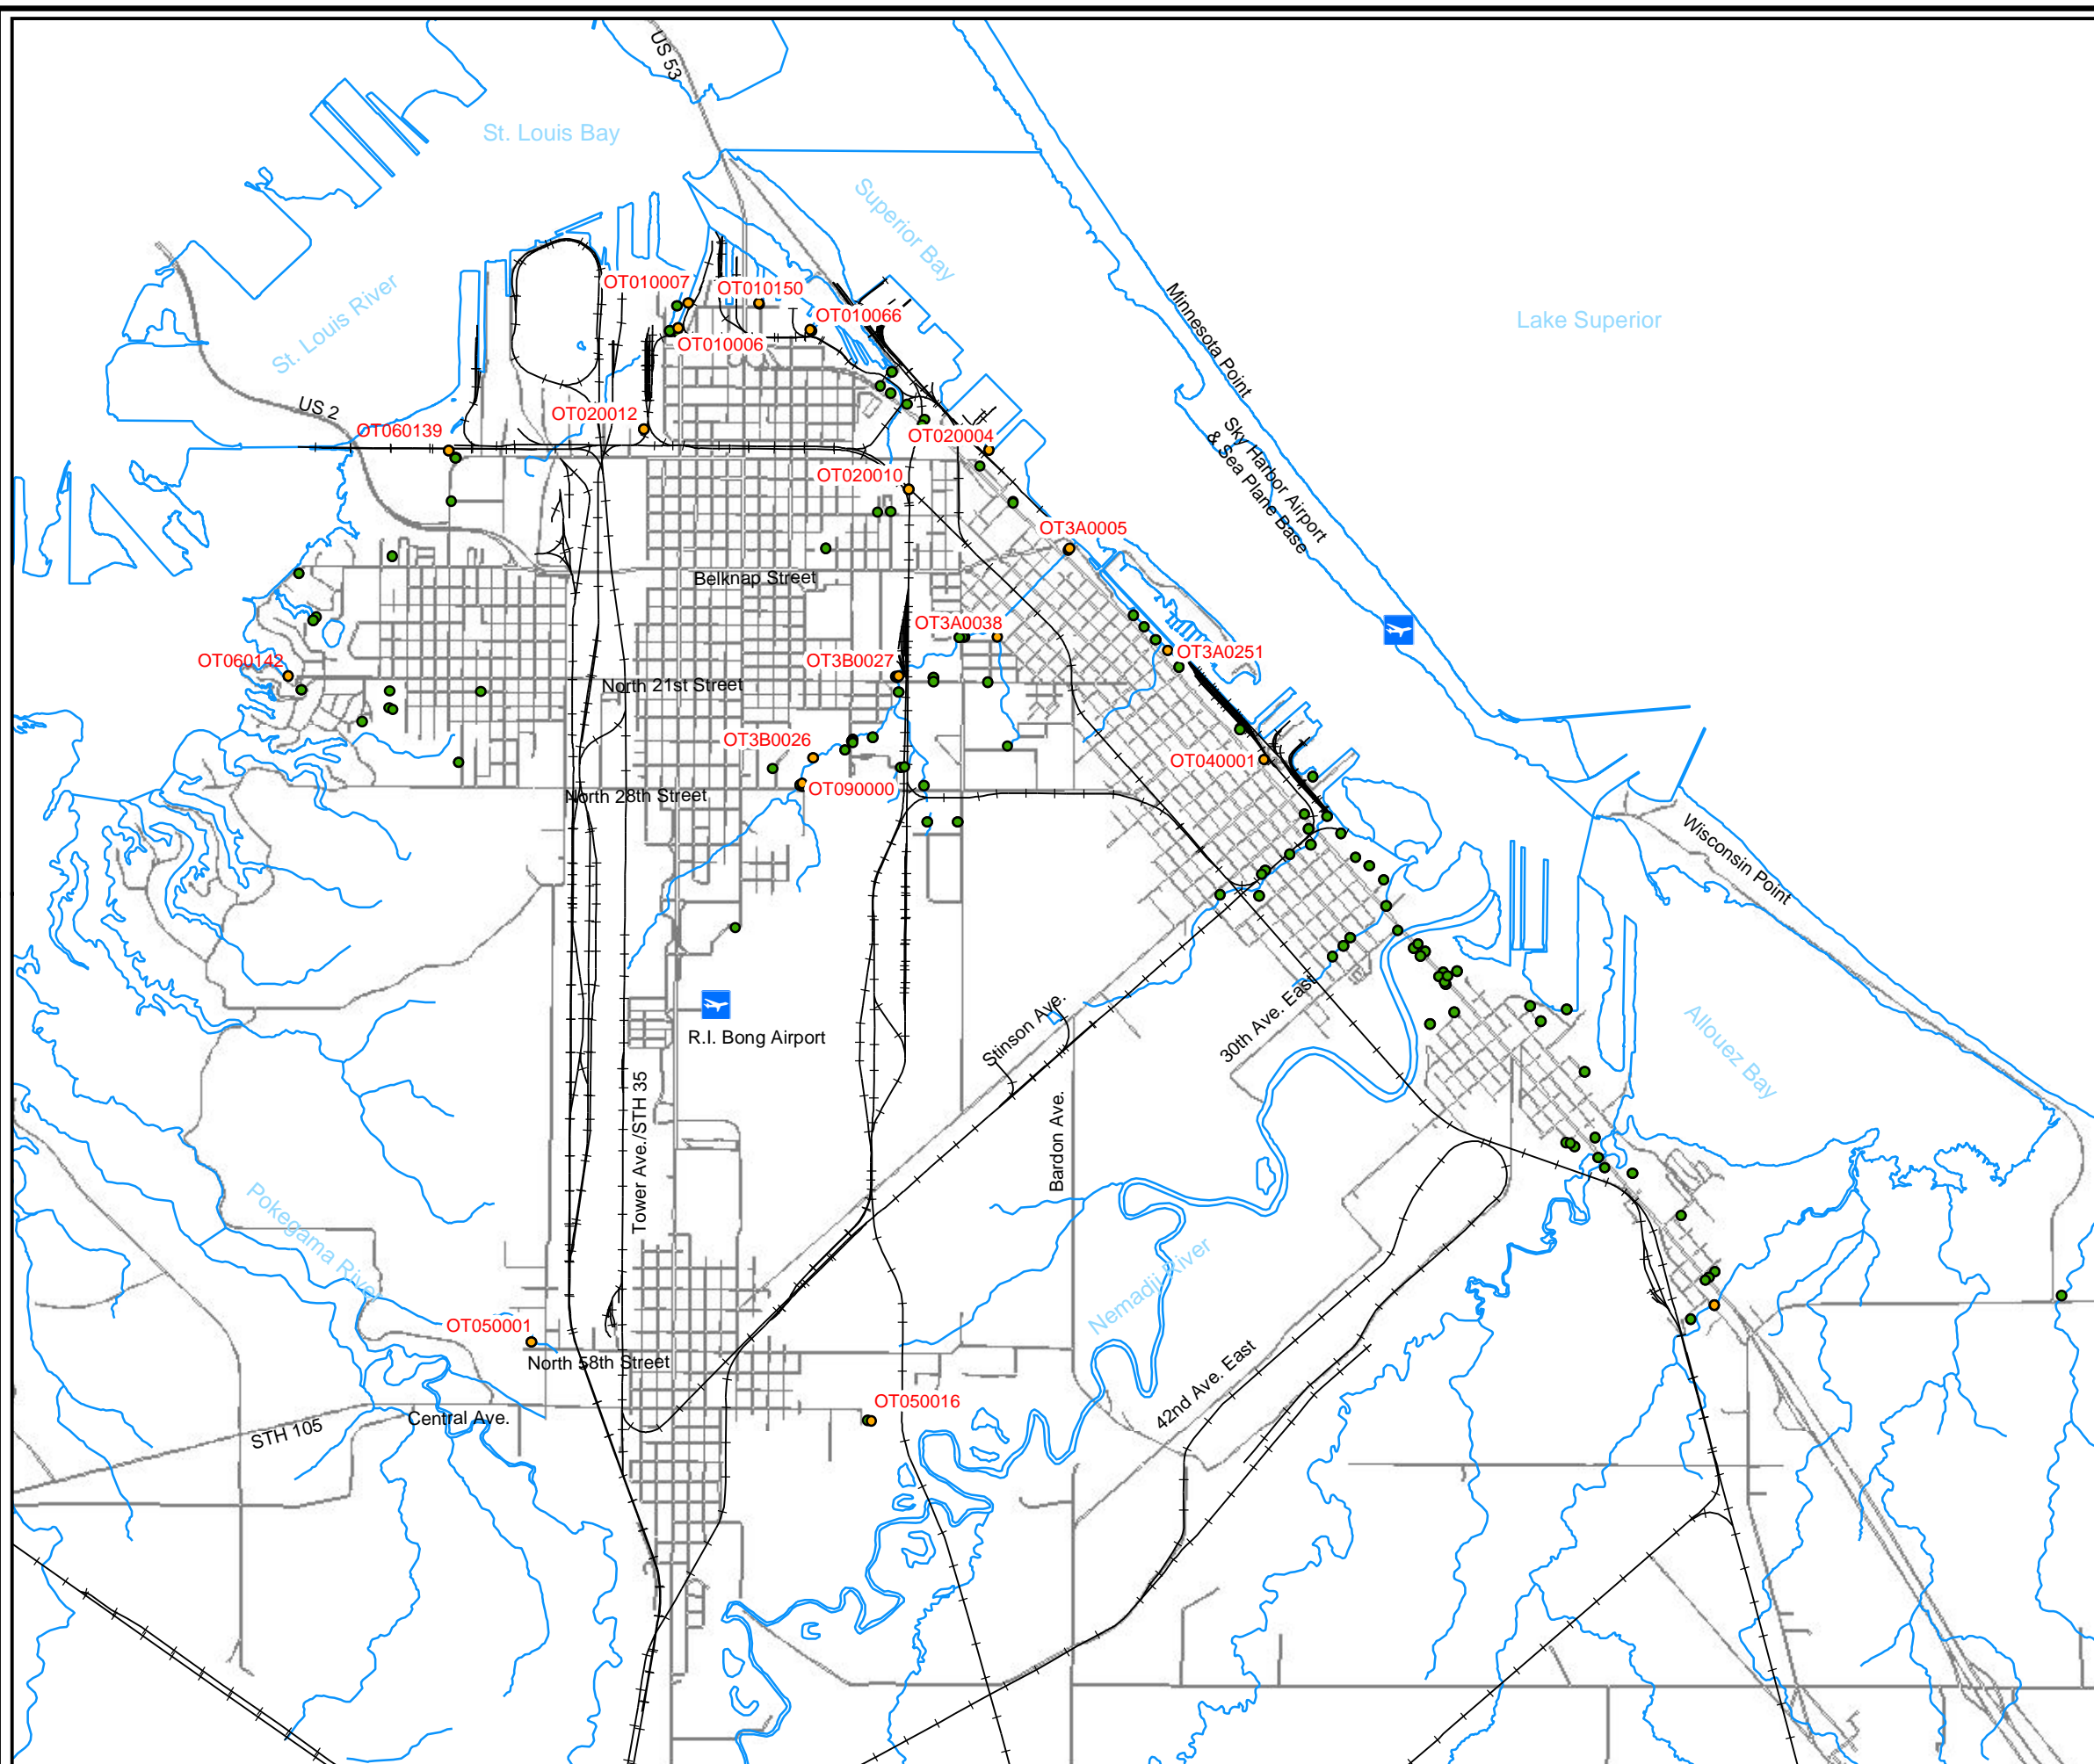 US 53
St. Louis Bay
Superior Bay
St. Louis River
OT010007
OT010150
OT010066
OT010006
Minnesota Point
Lake Superior
US 2
OT060139
OT020012
OT020004
Sky Harbor Airport
& Sea Plane Base
OT020010
OT3A0005
Belknap Street
OT3A0038
OT3A0251
OT060142
OT3B0027
North 21st Street
OT3B0026
OT040001
OT090000
North 28th Street
Wisconsin Point
R.I. Bong Airport
Stinson Ave.
30th Ave. East
Allouez Bay
Tower Ave./STH 35
Bardon Ave.
Pokegama River
Nemadji River
OT050001
North 58th Street
42nd Ave. East
OT050016
Central Ave.
STH 105